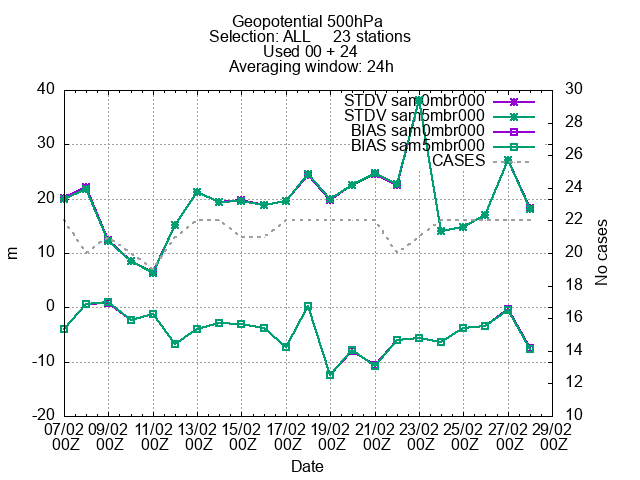 Geopotential 500hPa
Selection: ALL 23 stations
Used 00 + 24
Averaging window: 24h
STDV sam0mbr000
STDV sam5mbr000
BIAS sam0mbr000
BIAS sam5mbr000
CASES
40
30
20
10
0
-10
-20
m
30
28
26
24
22
20
18
16
14
12
10
No cases
07/02 09/02 11/02 13/02 15/02 17/02 19/02 21/02 23/02 25/02 27/02 29/02
00Z 00Z 00Z 00Z 00Z 00Z 00Z 00Z 00Z 00Z 00Z 00Z
Date